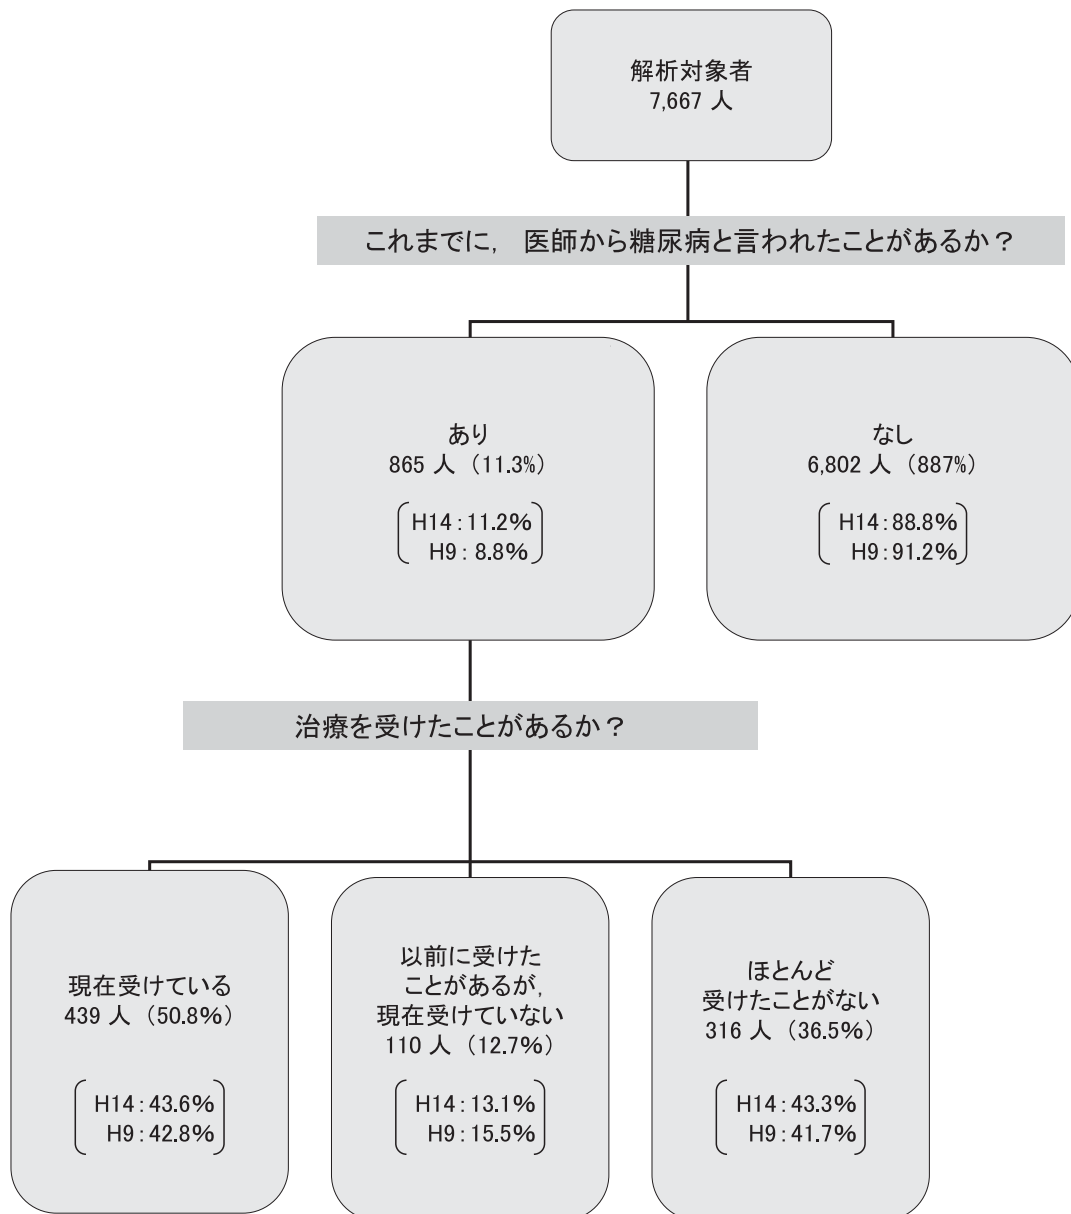 解析対象者
7,667 人
これまでに, 医師から糖尿病と言われたことがあるか？
あり
865 人（11.3%）
H14：11.2%
H9：8.8%
なし
6,802 人（887%）
H14：88.8%
H9：91.2%
治療を受けたことがあるか？
現在受けている
439 人（50.8%）
H14：43.6%
H9：42.8%
以前に受けた
ことがあるが,
現在受けていない
110 人（12.7%）
H14：13.1%
H9：15.5%
ほとんど
受けたことがない
316 人（36.5%）
H14：43.3%
H9：41.7%